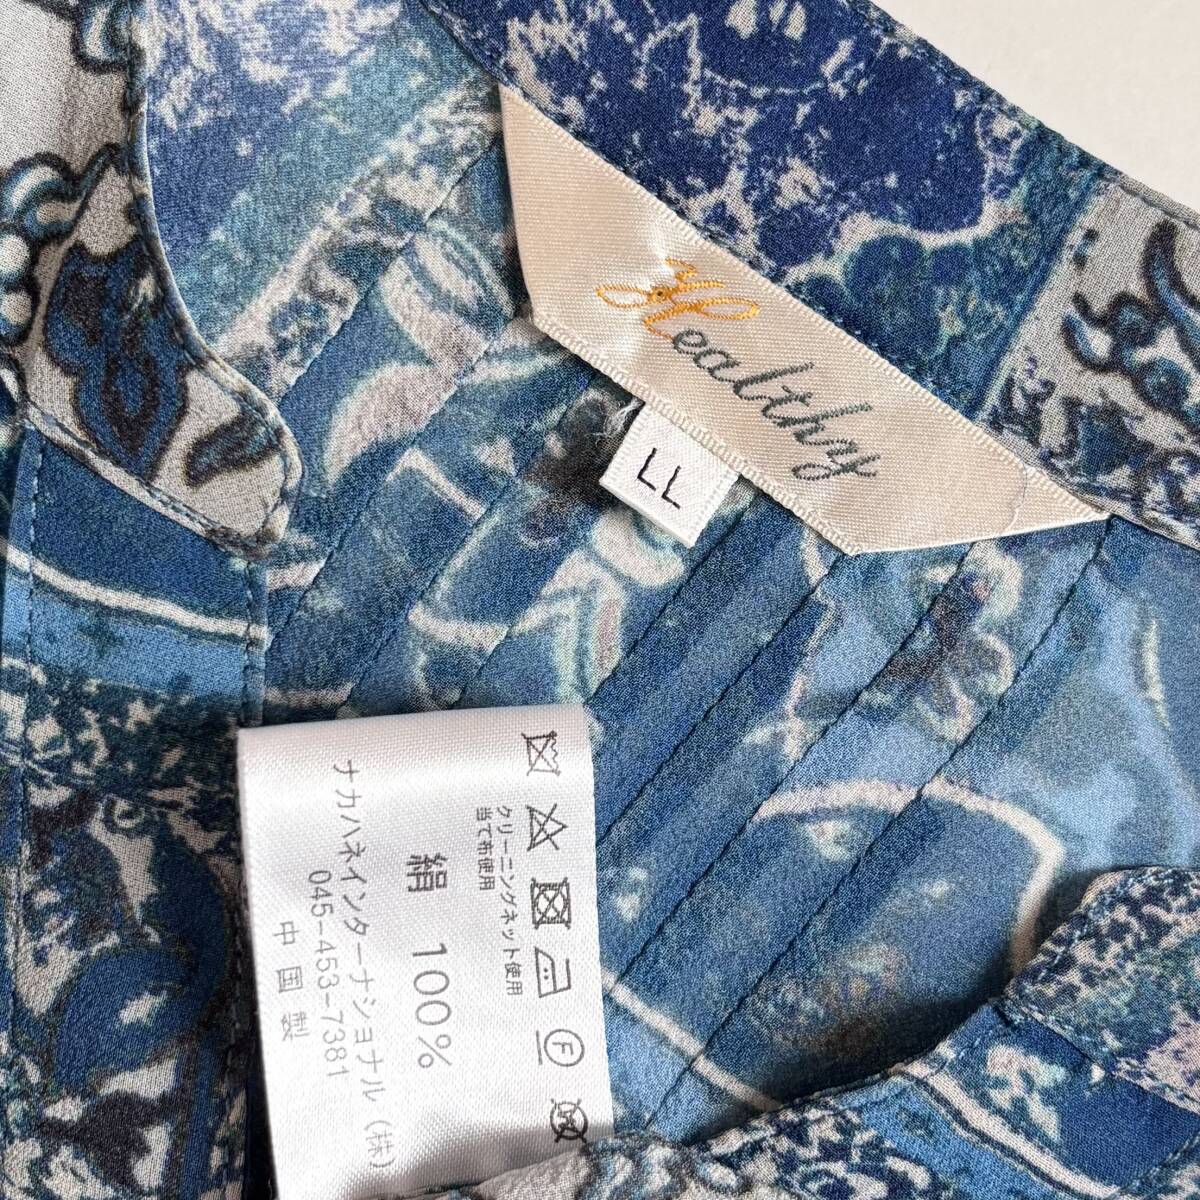 Healthy
LL
クリーニングネット使用
当て布使用
絹 100%
ナカハネインターナショナル(株)
045-453-7381
中国製
F
W